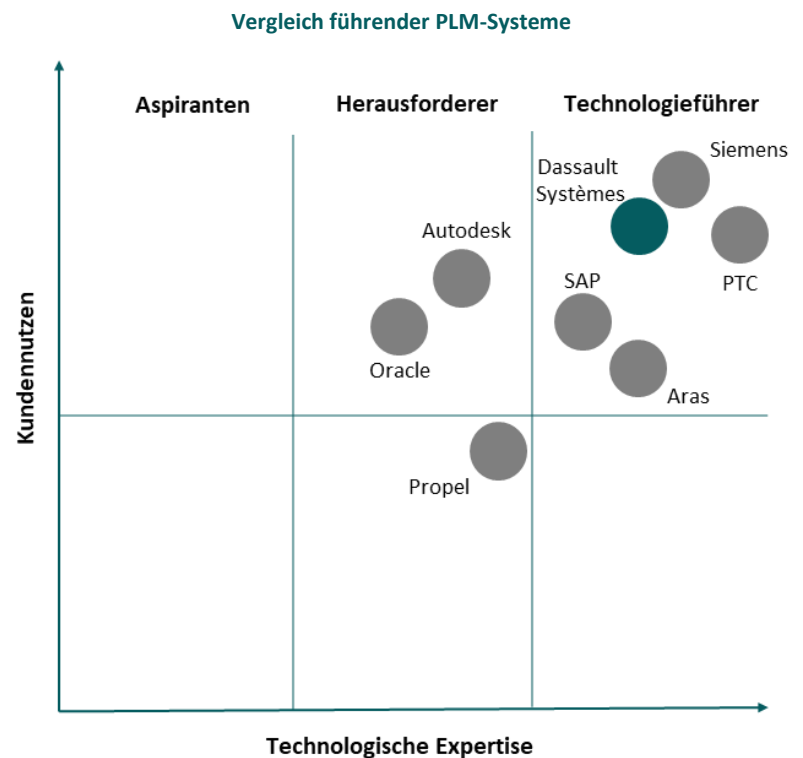 Vergleich führender PLM-Systeme
Aspiranten
Herausforderer
Technologieführer
Siemens
Dassault
Systèmes
Autodesk
PTC
SAP
Oracle
Aras
Propel
Kundennutzen
Technologische Expertise